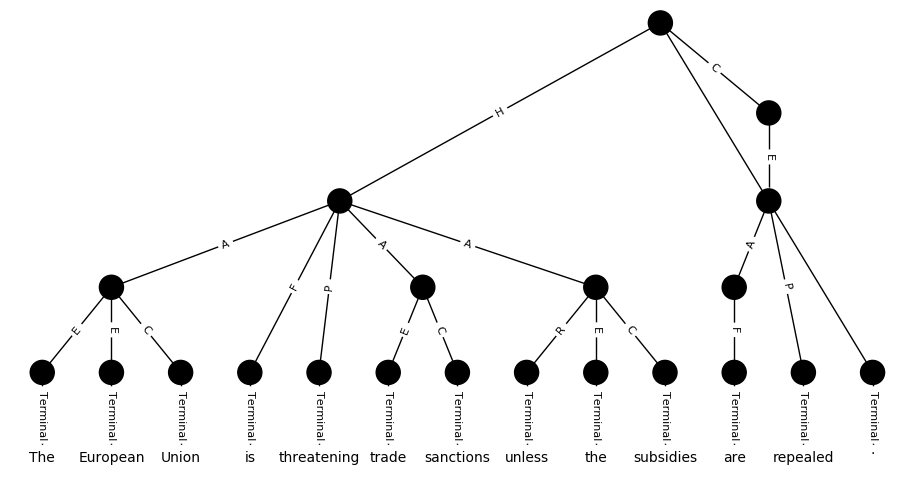 C
H
E
A A A A
F P P
E E C E C R E C F
Terminal Terminal Terminal Terminal Terminal Terminal Terminal Terminal Terminal Terminal Terminal Terminal Terminal
The European Union is threatening trade sanctions unless the subsidies are repealed .